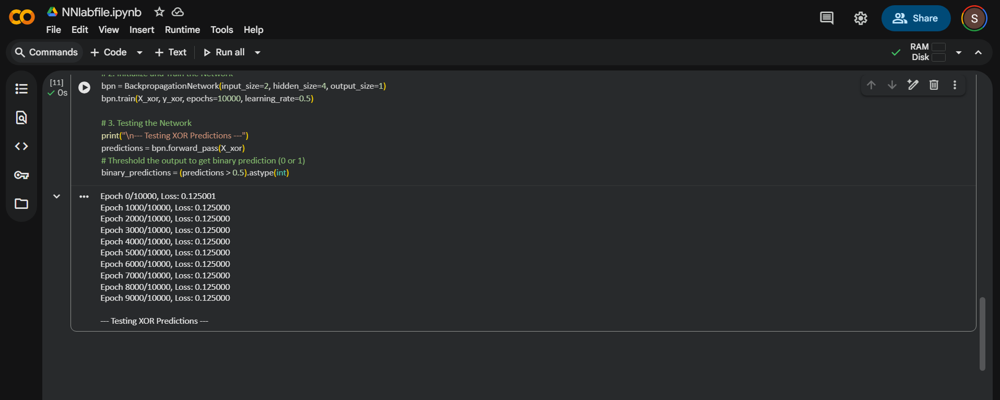 NNlabfile.ipynb
File Edit View Insert Runtime Tools Help
Share
S
Commands + Code + Text Run all
RAM
Disk
[11]
0s
# 2. Initialize and Train the Network
bpn = BackpropagationNetwork(input_size=2, hidden_size=4, output_size=1)
bpn.train(X_xor, y_xor, epochs=10000, learning_rate=0.5)
# 3. Testing the Network
print("\n--- Testing XOR Predictions ---")
predictions = bpn.forward_pass(X_xor)
# Threshold the output to get binary prediction (0 or 1)
binary_predictions = (predictions > 0.5).astype(int)
Epoch 0/10000, Loss: 0.125001
Epoch 1000/10000, Loss: 0.125000
Epoch 2000/10000, Loss: 0.125000
Epoch 3000/10000, Loss: 0.125000
Epoch 4000/10000, Loss: 0.125000
Epoch 5000/10000, Loss: 0.125000
Epoch 6000/10000, Loss: 0.125000
Epoch 7000/10000, Loss: 0.125000
Epoch 8000/10000, Loss: 0.125000
Epoch 9000/10000, Loss: 0.125000
--- Testing XOR Predictions ---